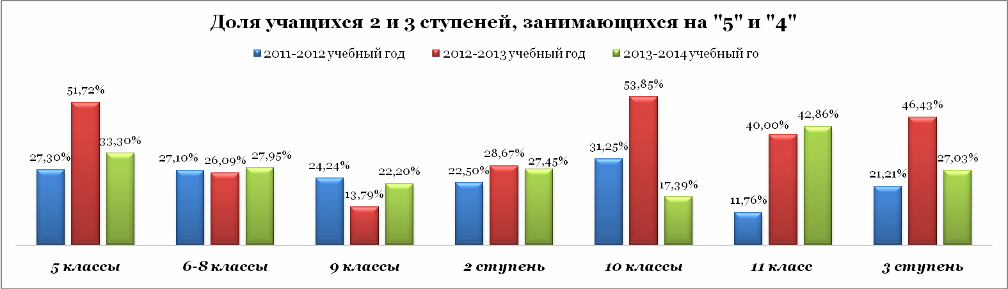 Доля учащихся 2 и 3 ступеней, занимающихся на "5" и "4"
2011-2012 учебный год 2012-2013 учебный год 2013-2014 учебный го
27,30% 51,72% 33,30% 27,10% 26,09% 27,95% 24,24% 13,79% 22,20% 22,50% 28,67% 27,45% 31,25% 53,85% 17,39% 11,76% 40,00% 42,86% 21,21% 46,43% 27,03%
5 классы 6-8 классы 9 классы 2 ступень 10 классы 11 класс 3 ступень